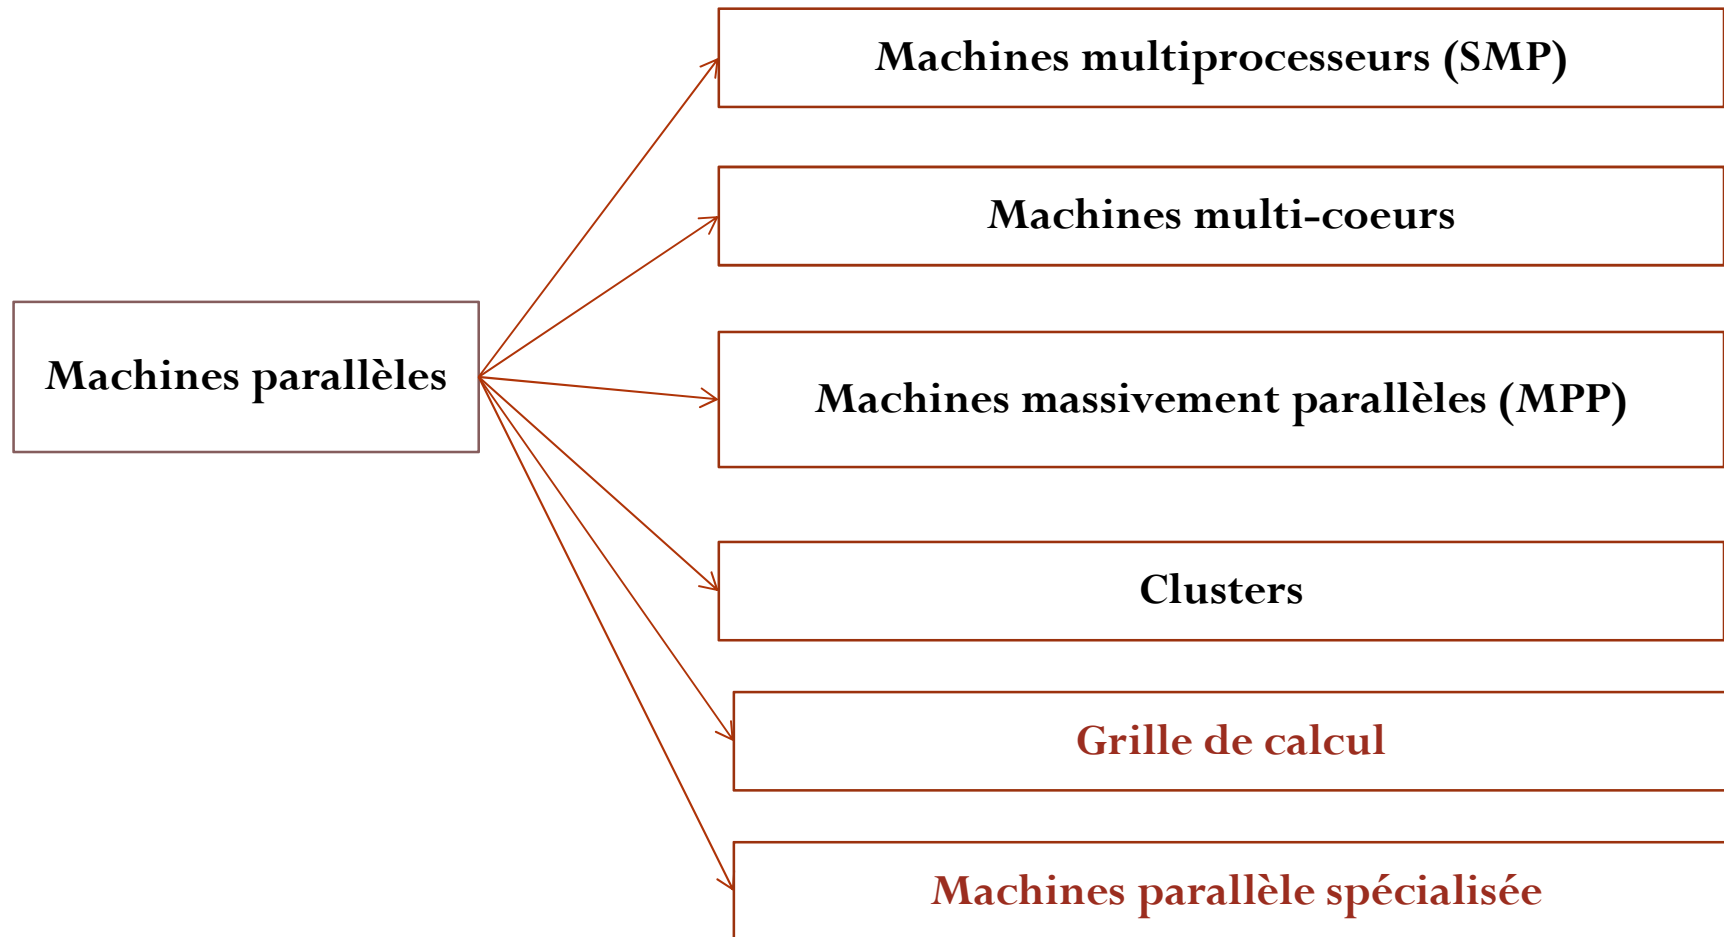 Machines multiprocesseurs (SMP)
Machines multi-coeurs
Machines parallèles
Machines massivement parallèles (MPP)
Clusters
Grille de calcul
Machines parallèle spécialisée